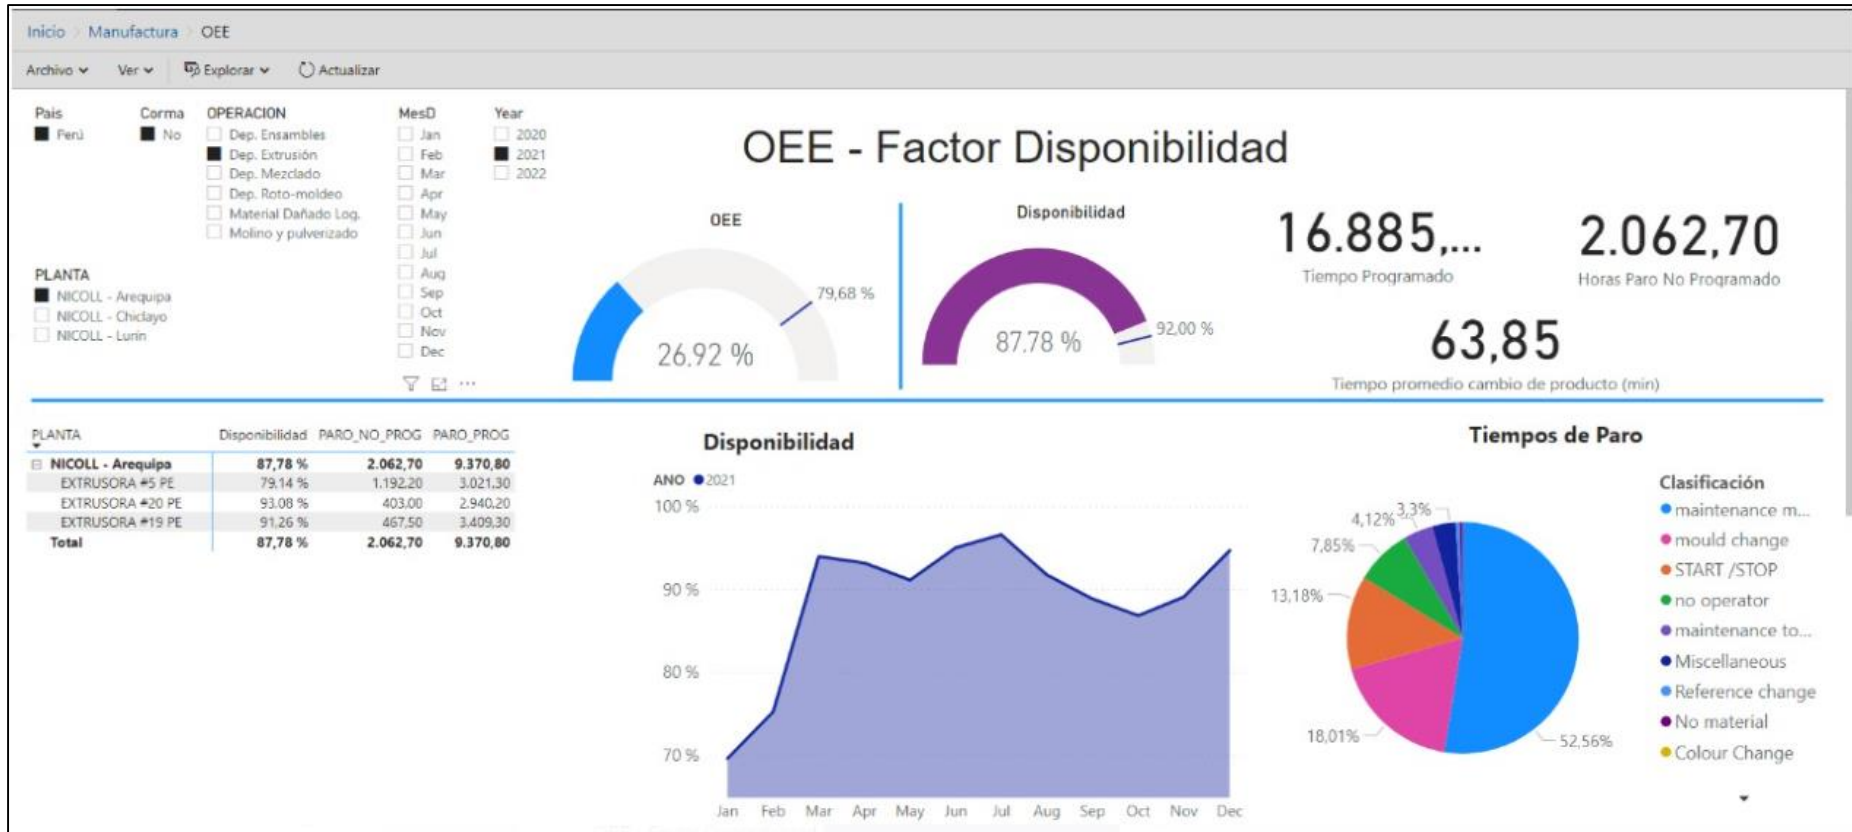 Inicio > Manufactura > OEE
Archivo Ver Explorar Actualizar
Pais
Perú
Corma
No
OPERACION
Dep. Ensambles
Dep. Extrusión
Dep. Mezclado
Dep. Roto-moldeo
Material Dañado Log.
Molino y pulverizado
MesD
Jan
Feb
Mar
Apr
May
Jun
Jul
Aug
Sep
Oct
Nov
Dec
Year
2020
2021
2022
PLANTA
NICOLL - Arequipa
NICOLL - Chiclayo
NICOLL - Lurin
OEE - Factor Disponibilidad
OEE
79,68 %
26,92 %
Disponibilidad
92,00 %
87,78 %
16.885,...
Tiempo Programado
2.062,70
Horas Paro No Programado
63,85
Tiempo promedio cambio de producto (min)
PLANTA Disponibilidad PARO_NO_PROG PARO_PROG
NICOLL - Arequipa 87,78 % 2.062,70 9.370,80
EXTRUSORA #5 PE 79,14 % 1.192,20 3.021,30
EXTRUSORA #20 PE 93,08 % 403,00 2.940,20
EXTRUSORA #19 PE 91,26 % 467,50 3.409,30
Total 87,78 % 2.062,70 9.370,80
Disponibilidad
ANO 2021
100 %
90 %
80 %
70 %
Jan Feb Mar Apr May Jun Jul Aug Sep Oct Nov Dec
Tiempos de Paro
3,3%
4,12%
7,85%
13,18%
18,01%
52,56%
Clasificación
maintenance m...
mould change
START /STOP
no operator
maintenance to...
Miscellaneous
Reference change
No material
Colour Change